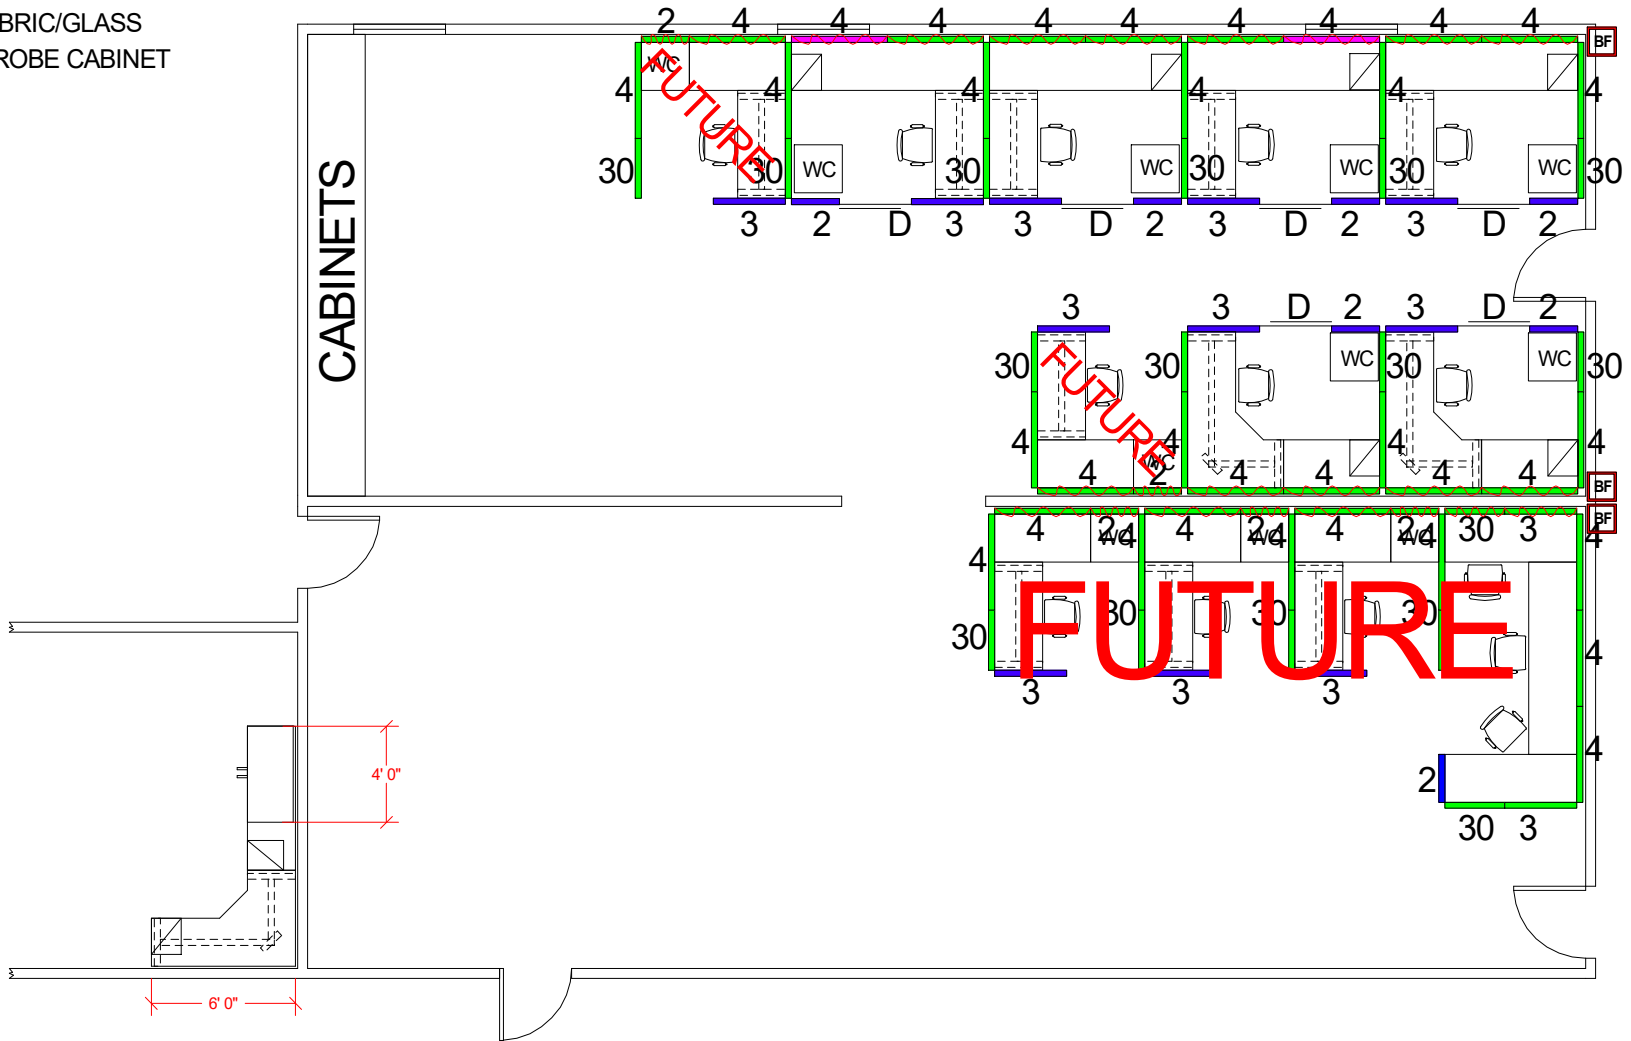 BRIC/GLASS
ROBE CABINET
2 4 4 4 4 4 4 4 4 4
BF
WC
FUTURE
4 4 4 4 4 4
30 30 WC 30 WC 30 WC 30 WC 30
3 2 D 3 3 D 2 3 D 2 3 D 2
CABINETS
3 3 D 2 3 D 2
30 30 WC 30 WC 30
FUTURE
4 4 4 4
WC
4 2 4 4 4 4
BF
BF
4 2 4 4 2 4 4 2 4 30 3 4
WC WC WC
4
30 30 30 30
FUTURE
4
3 3 3
4
2
30 3
4' 0"
6' 0"